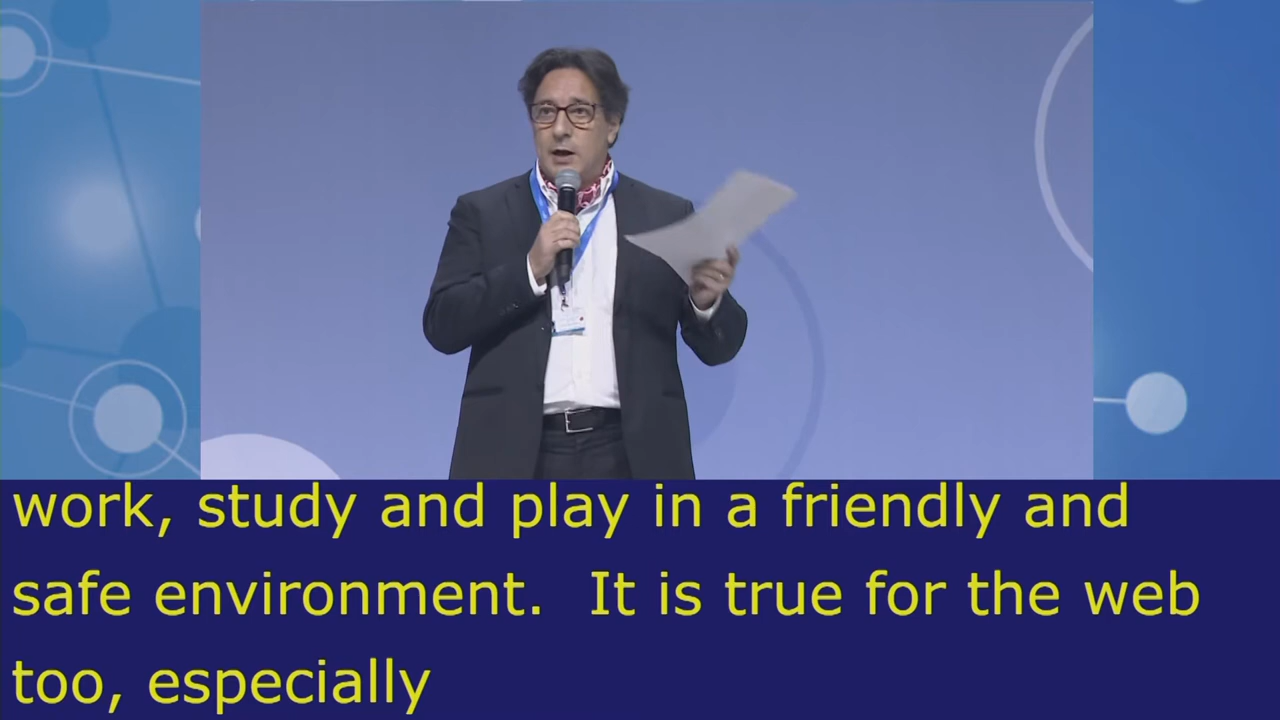 work, study and play in a friendly and
safe environment.  It is true for the web
too, especially